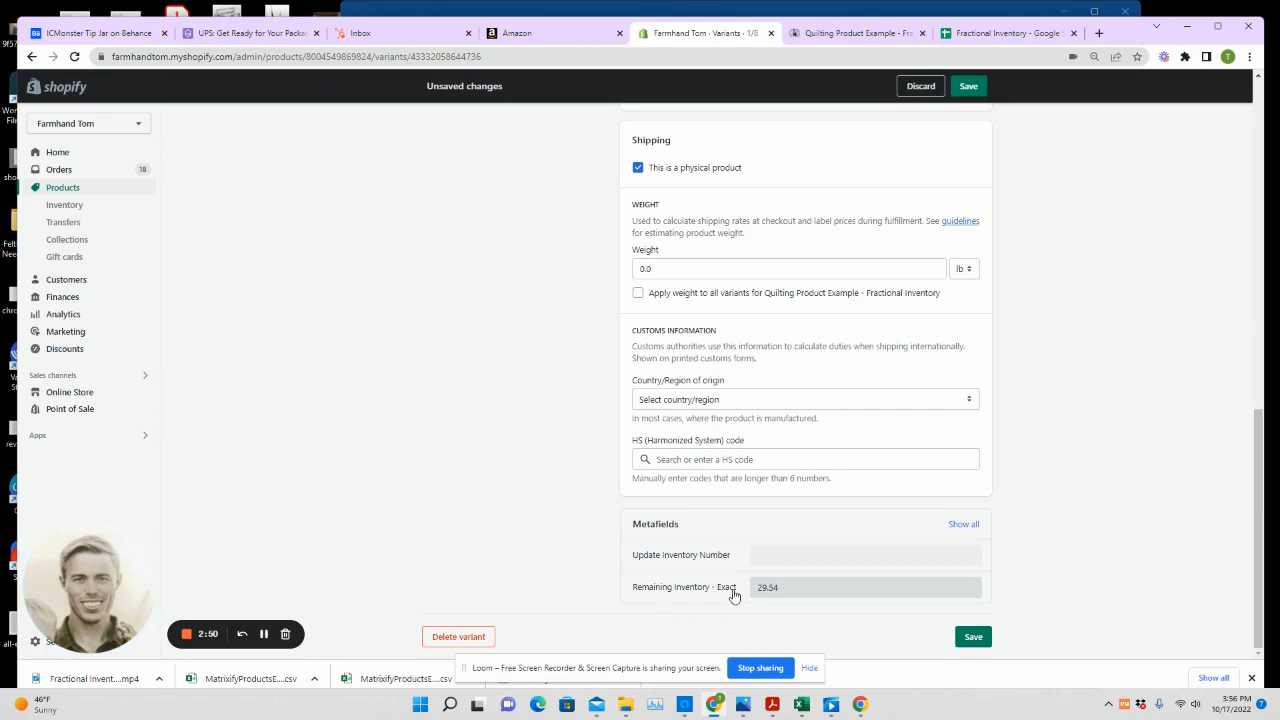 ICMonster Tip Jar on Behance
UPS: Get Ready for Your Packa
Inbox
Amazon
Farmhand Tom · Variants · 1/8
Quilting Product Example - Fra
Fractional Inventory - Google S
farmhandtom.myshopify.com/admin/products/8004549869824/variants/43332058644736
T
shopify
Unsaved changes
Discard
Save
Farmhand Tom
Home
Orders
18
Products
Inventory
Transfers
Collections
Gift cards
Customers
Finances
Analytics
Marketing
Discounts
Sales channels
Online Store
Point of Sale
Apps
Shipping
This is a physical product
WEIGHT
Used to calculate shipping rates at checkout and label prices during fulfillment. See guidelines
for estimating product weight.
Weight
0.0
lb
Apply weight to all variants for Quilting Product Example - Fractional Inventory
CUSTOMS INFORMATION
Customs authorities use this information to calculate duties when shipping internationally.
Shown on printed customs forms.
Country/Region of origin
Select country/region
In most cases, where the product is manufactured.
HS (Harmonized System) code
Search or enter a HS code
Manually enter codes that are longer than 6 numbers.
Metafields
Show all
Update Inventory Number
Remaining Inventory - Exact
29.54
2:50
Delete variant
Save
Loom – Free Screen Recorder & Screen Capture is sharing your screen.
Stop sharing
Hide
Fractional Invent....mp4
MatrixifyProductsE....csv
MatrixifyProductsE....csv
Show all
46°F
Sunny
3:56 PM
10/17/2022